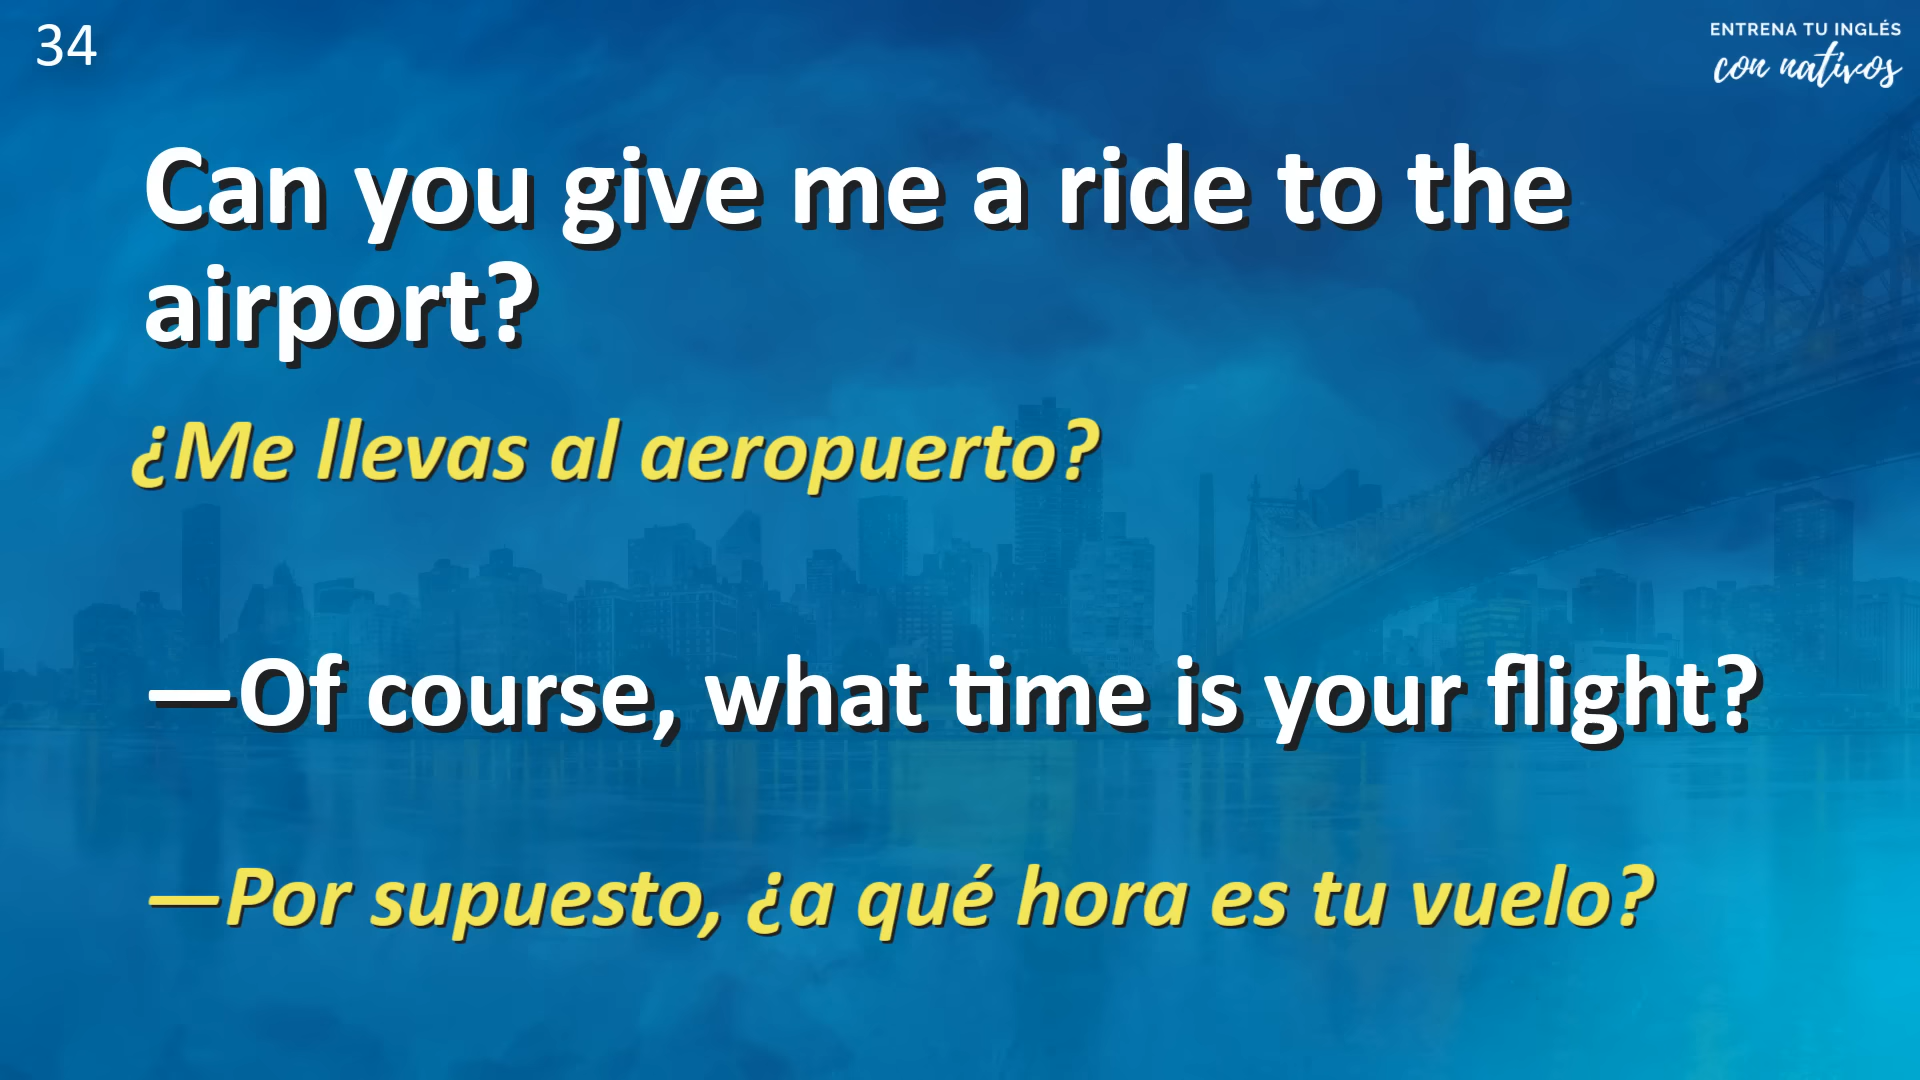 34
ENTRENA TU INGLÉS
con nativos
Can you give me a ride to the
airport?
¿Me llevas al aeropuerto?
—Of course, what time is your flight?
—Por supuesto, ¿a qué hora es tu vuelo?